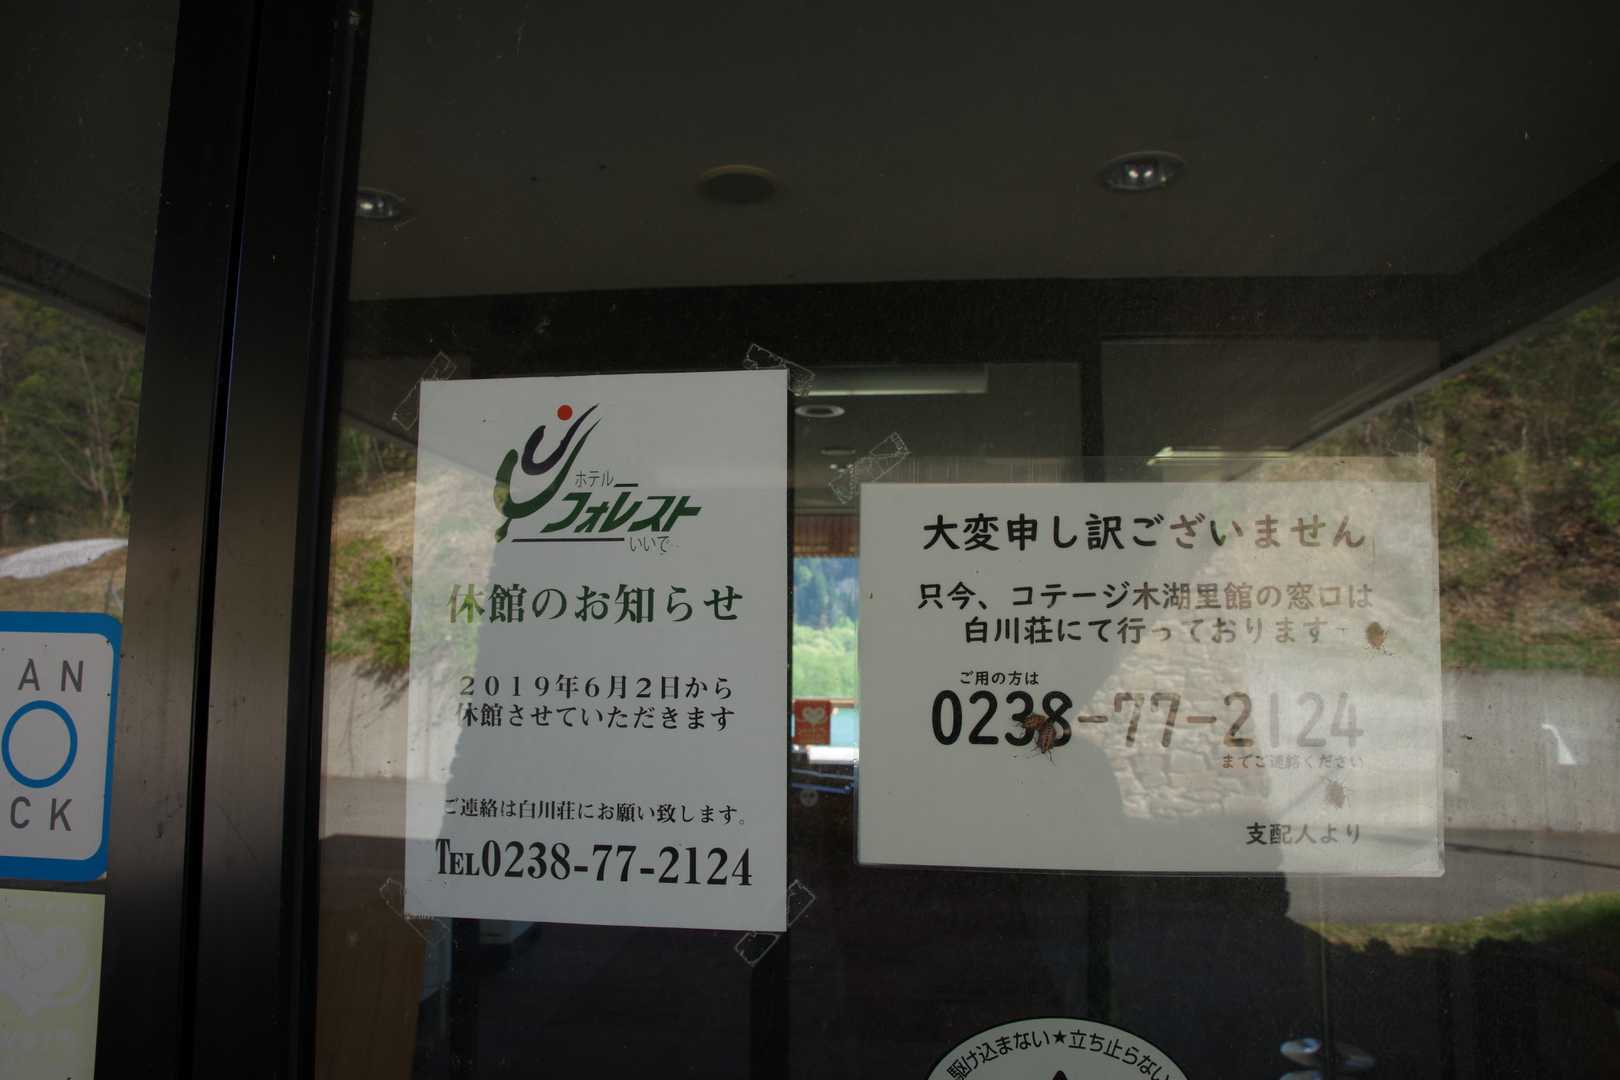 ホテル
フォレスト
いいで
休館のお知らせ
２０１９年６月２日から
休館させていただきます
ご連絡は白川荘にお願い致します。
TEL0238-77-2124
大変申し訳ございません
只今、コテージ木湖里館の窓口は
白川荘にて行っております
ご用の方は
0238-77-2124
までご連絡ください
支配人より
駆け込まない★立ち止らない
AN
CK